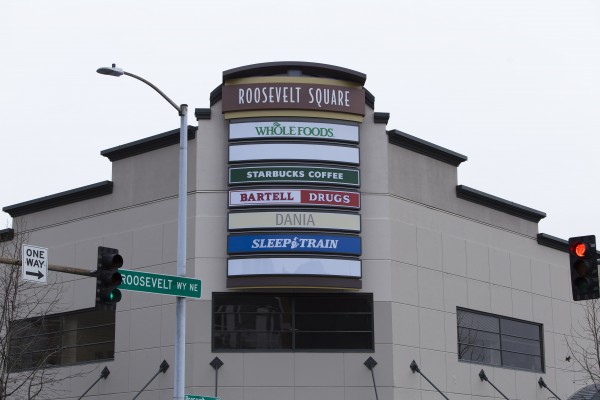 ROOSEVELT SQUARE
WHOLE FOODS
STARBUCKS COFFEE
BARTELL DRUGS
DANIA
SLEEP TRAIN
ONE
WAY
ROOSEVELT WY NE